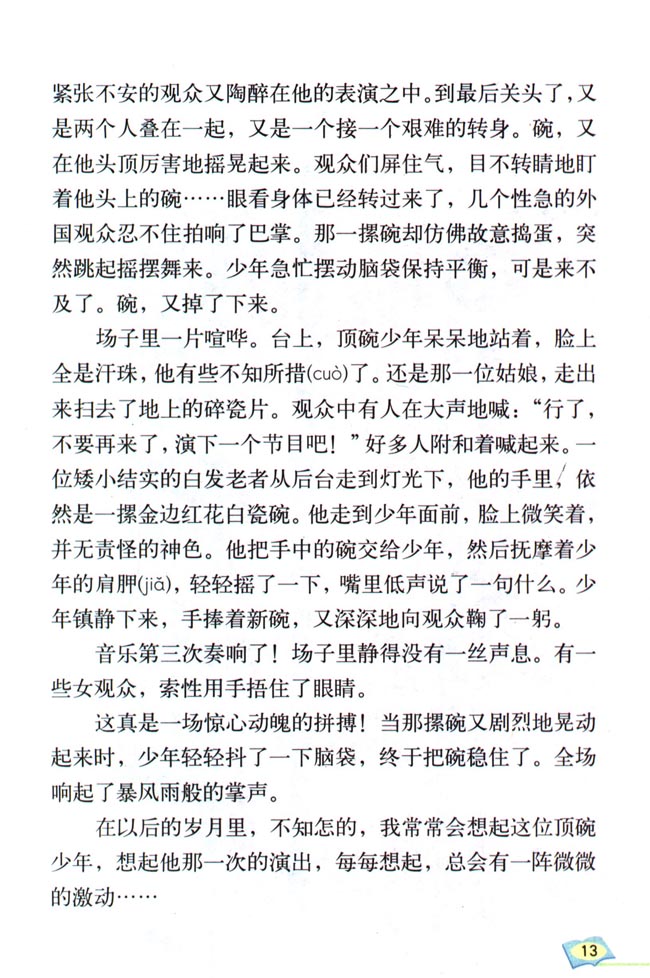 紧张不安的观众又陶醉在他的表演之中。到最后关头了，又
是两个人叠在一起，又是一个接一个艰难的转身。碗，又
在他头顶厉害地摇晃起来。观众们屏住气，目不转睛地盯
着他头上的碗……眼看身体已经转过来了，几个性急的外
国观众忍不住拍响了巴掌。那一摞碗却仿佛故意捣蛋，突
然跳起摇摆舞来。少年急忙摆动脑袋保持平衡，可是来不
及了。碗，又掉了下来。
场子里一片喧哗。台上，顶碗少年呆呆地站着，脸上
全是汗珠，他有些不知所措(cuò)了。还是那一位姑娘，走出
来扫去了地上的碎瓷片。观众中有人在大声地喊：“行了，
不要再来了，演下一个节目吧！”好多人附和着喊起来。一
位矮小结实的白发老者从后台走到灯光下，他的手里，依
然是一摞金边红花白瓷碗。他走到少年面前，脸上微笑着，
并无责怪的神色。他把手中的碗交给少年，然后抚摩着少
年的肩胛(jiǎ)，轻轻摇了一下，嘴里低声说了一句什么。少
年镇静下来，手捧着新碗，又深深地向观众鞠了一躬。
音乐第三次奏响了！场子里静得没有一丝声息。有一
些女观众，索性用手捂住了眼睛。
这真是一场惊心动魄的拼搏！当那摞碗又剧烈地晃动
起来时，少年轻轻抖了一下脑袋，终于把碗稳住了。全场
响起了暴风雨般的掌声。
在以后的岁月里，不知怎的，我常常会想起这位顶碗
少年，想起他那一次的演出，每每想起，总会有一阵微微
的激动……
13